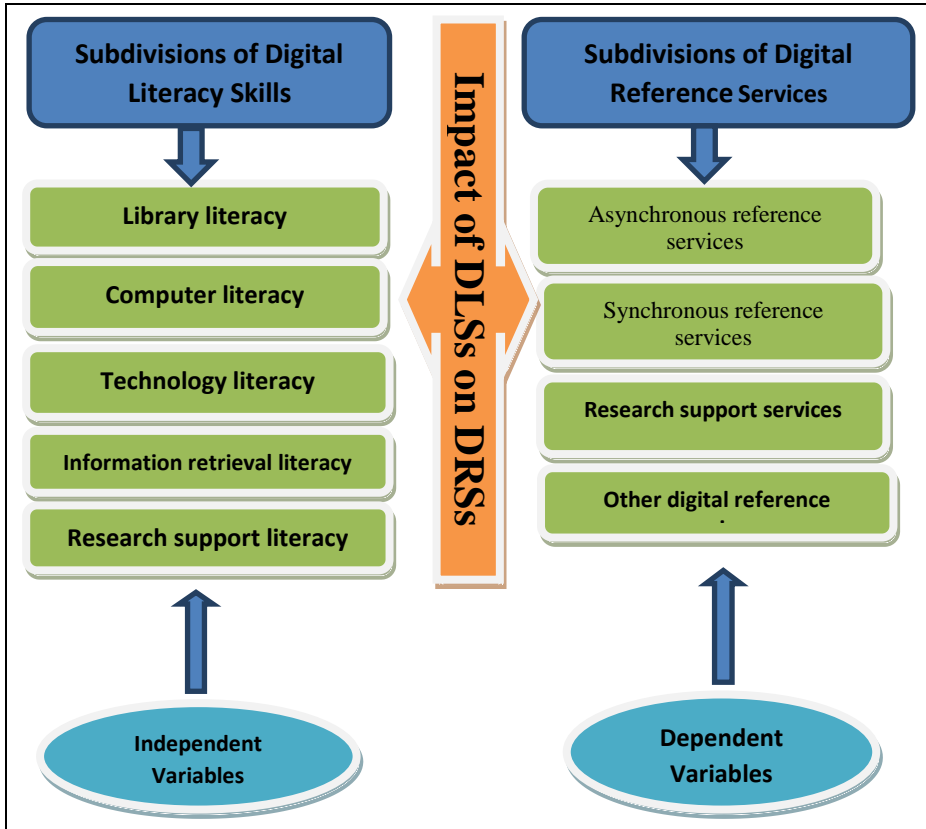 Subdivisions of Digital
Literacy Skills
Library literacy
Computer literacy
Technology literacy
Information retrieval literacy
Research support literacy
Independent
Variables
Impact of DLSs on DRSs
Subdivisions of Digital
Reference Services
Asynchronous reference
services
Synchronous reference
services
Research support services
Other digital reference
Dependent
Variables